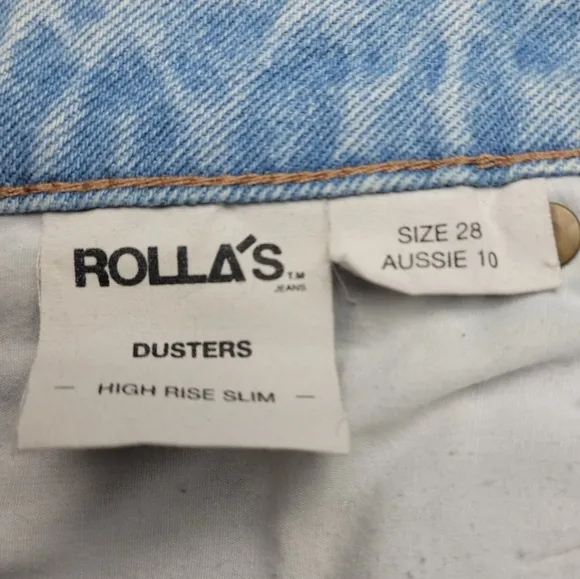 ROLLA'S TM
JEANS
DUSTERS
— HIGH RISE SLIM —
SIZE 28
AUSSIE 10